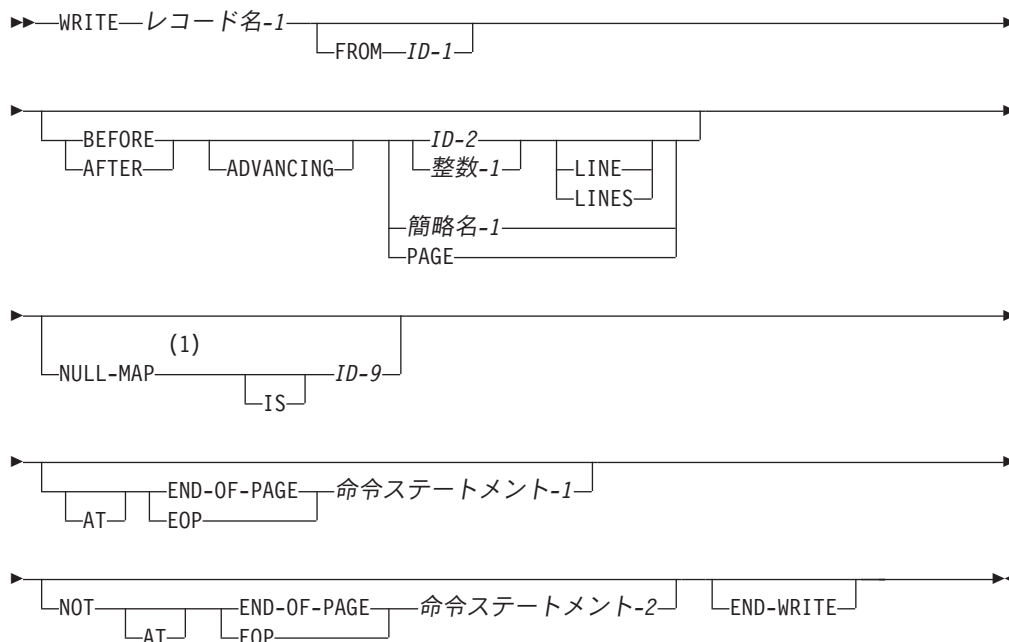 WRITE レコード名-1
FROM ID-1
BEFORE ID-2
AFTER ADVANCING 整数-1 LINE
LINES
簡略名-1
PAGE
(1)
NULL-MAP ID-9
IS
END-OF-PAGE 命令ステートメント-1
AT EOP
NOT END-OF-PAGE 命令ステートメント-2 END-WRITE
AT EOP